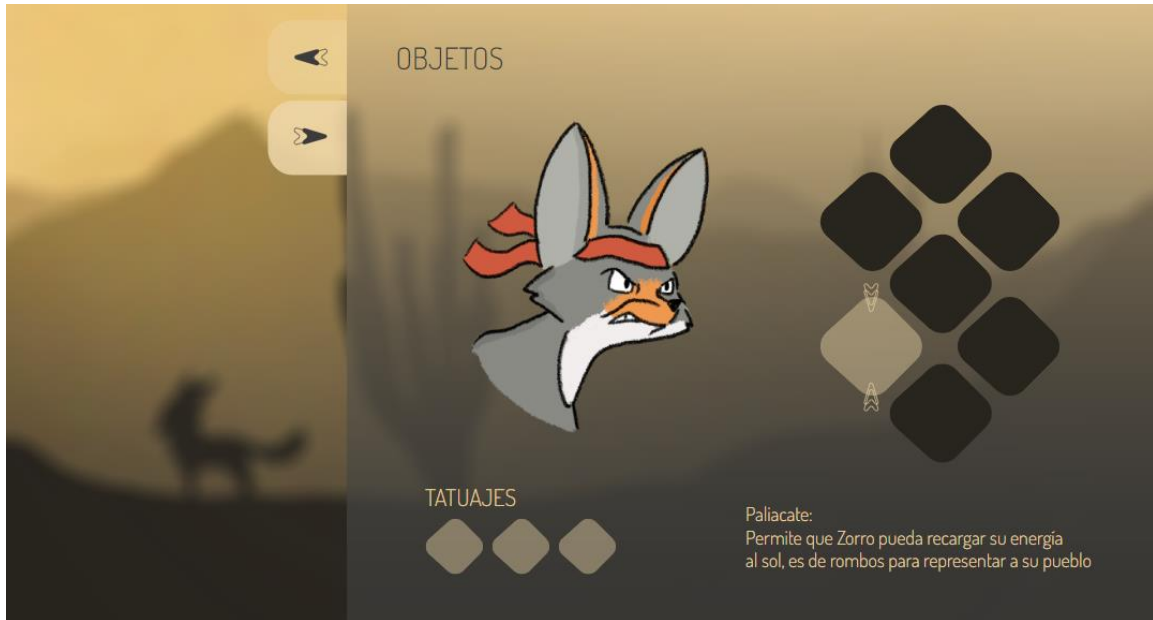 OBJETOS
TATUAJES
Paliacate:
Permite que Zorro pueda recargar su energía
al sol, es de rombos para representar a su pueblo